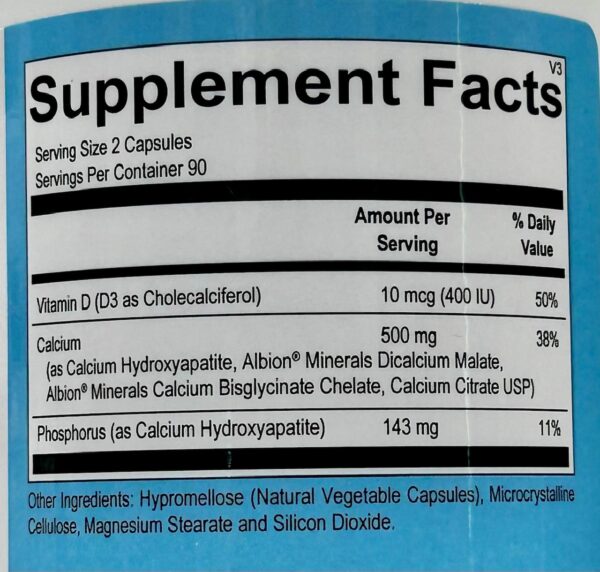 Supplement Facts
V3
Serving Size 2 Capsules
Servings Per Container 90
Amount Per Serving % Daily Value
Vitamin D (D3 as Cholecalciferol) 10 mcg (400 IU) 50%
Calcium 500 mg 38%
(as Calcium Hydroxyapatite, Albion® Minerals Dicalcium Malate,
Albion® Minerals Calcium Bisglycinate Chelate, Calcium Citrate USP)
Phosphorus (as Calcium Hydroxyapatite) 143 mg 11%
Other Ingredients: Hypromellose (Natural Vegetable Capsules), Microcrystalline
Cellulose, Magnesium Stearate and Silicon Dioxide.